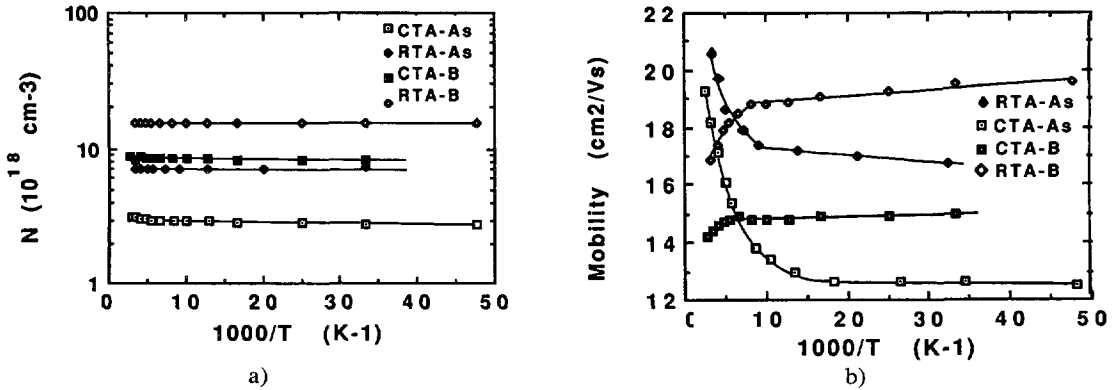 100
10
1
N (10 18 cm-3)
CTA-As
RTA-As
CTA-B
RTA-B
0 10 20 30 40 50
1000/T (K-1)
a)
22
20
18
16
14
12
Mobility (cm2/Vs)
RTA-As
CTA-As
CTA-B
RTA-B
10 20 30 40 50
1000/T (K-1)
b)